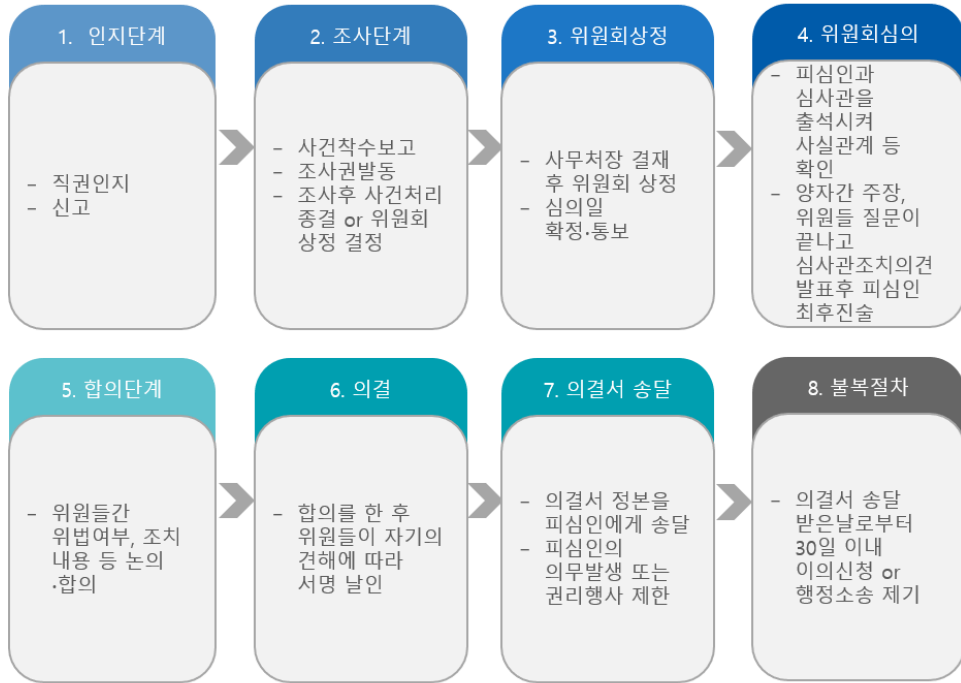 1. 인지단계
- 직권인지
- 신고
2. 조사단계
- 사건착수보고
- 조사권발동
- 조사후 사건처리
종결 or 위원회
상정 결정
3. 위원회상정
- 사무처장 결재
후 위원회 상정
- 심의일
확정·통보
4. 위원회심의
- 피심인과
심사관을
출석시켜
사실관계 등
확인
- 양자간 주장,
위원들 질문이
끝나고
심사관조치의견
발표후 피심인
최후진술
5. 합의단계
- 위원들간
위법여부, 조치
내용 등 논의
·합의
6. 의결
- 합의를 한 후
위원들이 자기의
견해에 따라
서명 날인
7. 의결서 송달
- 의결서 정본을
피심인에게 송달
- 피심인의
의무발생 또는
권리행사 제한
8. 불복절차
- 의결서 송달
받은날로부터
30일 이내
이의신청 or
행정소송 제기